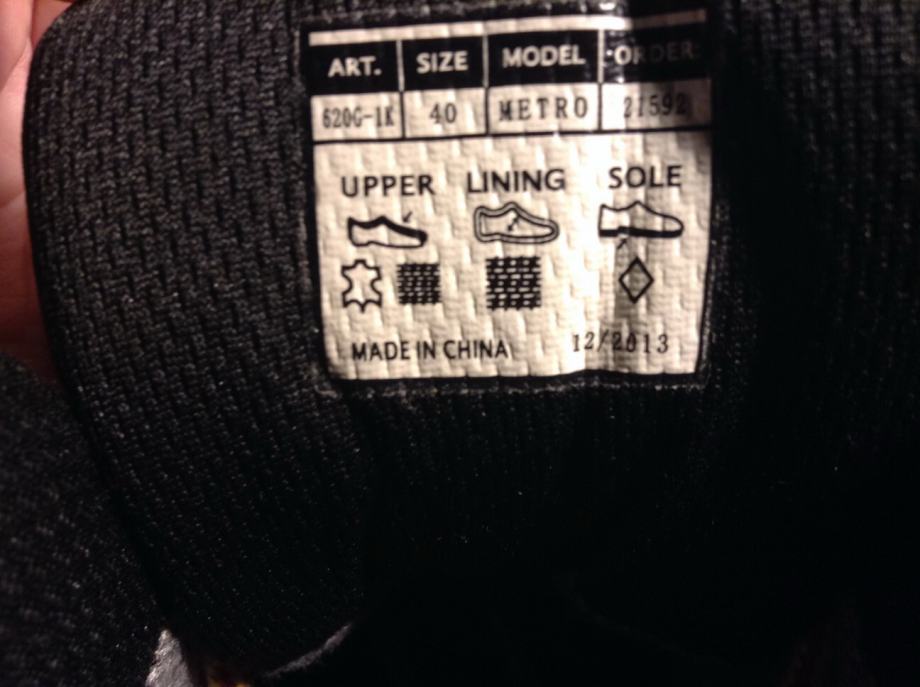 ART. SIZE MODEL ORDER:
620G-1K 40 METRO 21592
UPPER LINING SOLE
MADE IN CHINA 12/2013